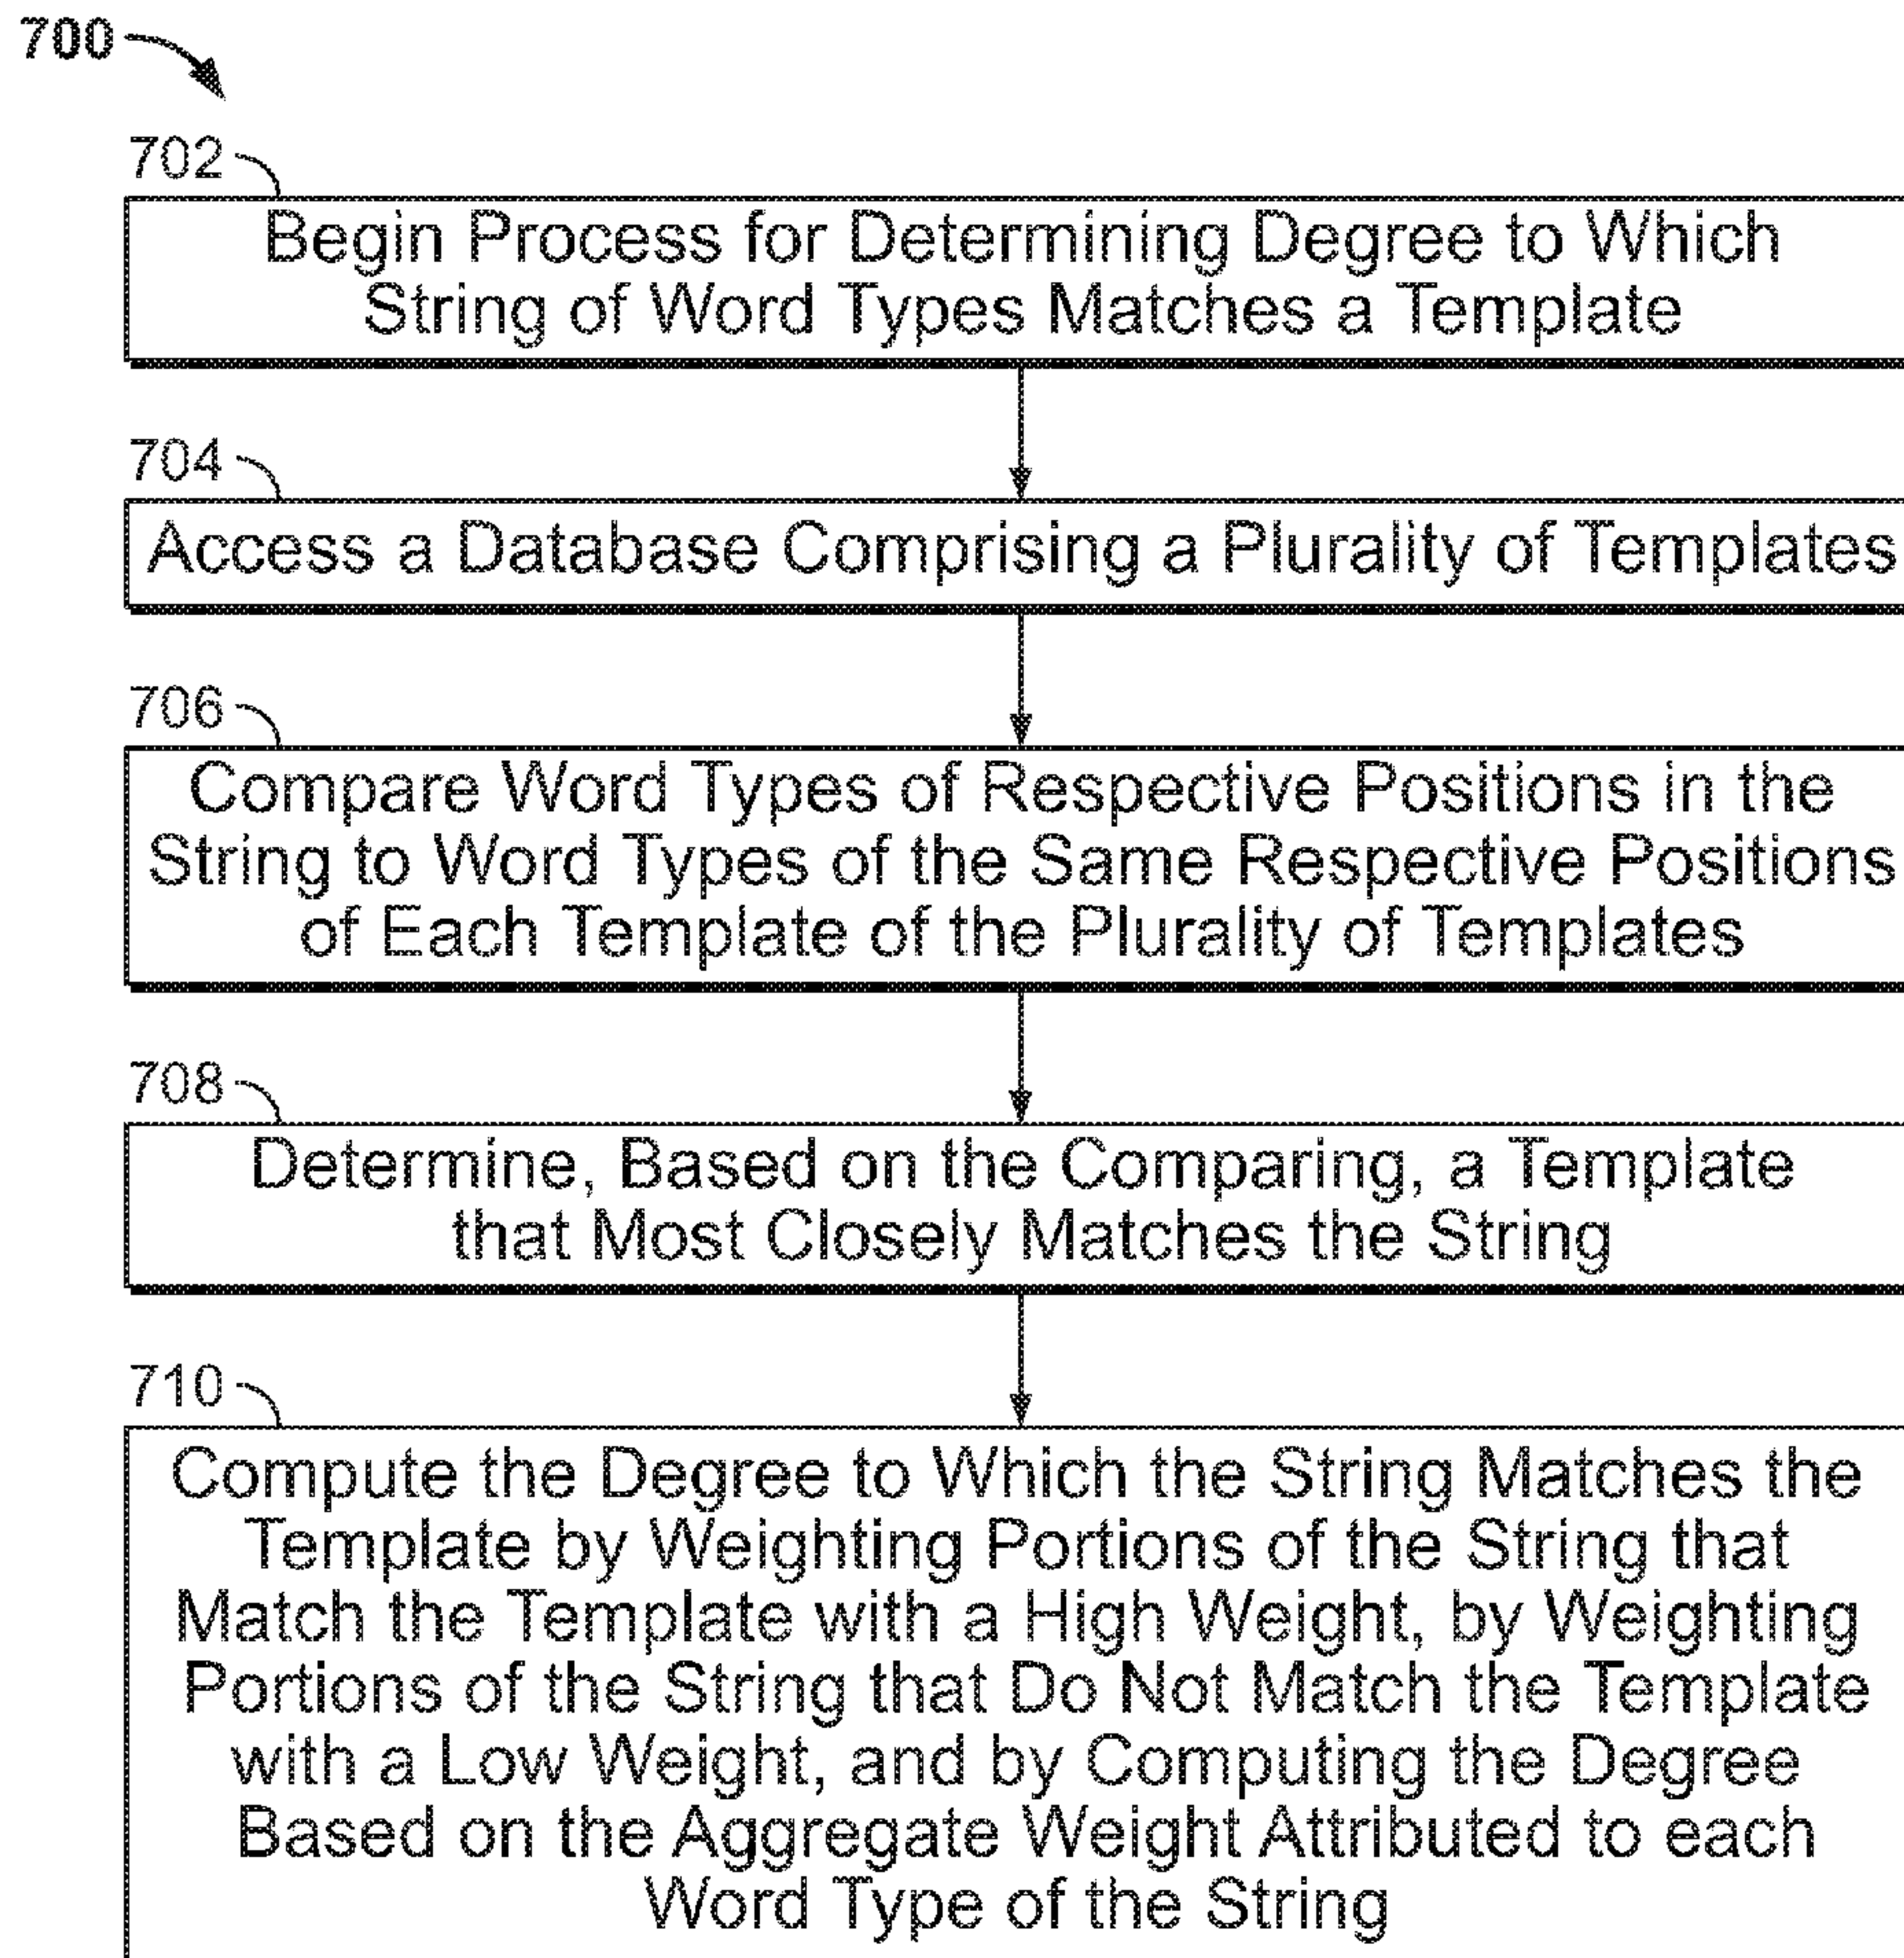 700
702
Begin Process for Determining Degree to Which
String of Word Types Matches a Template
704
Access a Database Comprising a Plurality of Templates
706
Compare Word Types of Respective Positions in the
String to Word Types of the Same Respective Positions
of Each Template of the Plurality of Templates
708
Determine, Based on the Comparing, a Template
that Most Closely Matches the String
710
Compute the Degree to Which the String Matches the
Template by Weighting Portions of the String that
Match the Template with a High Weight, by Weighting
Portions of the String that Do Not Match the Template
with a Low Weight, and by Computing the Degree
Based on the Aggregate Weight Attributed to each
Word Type of the String